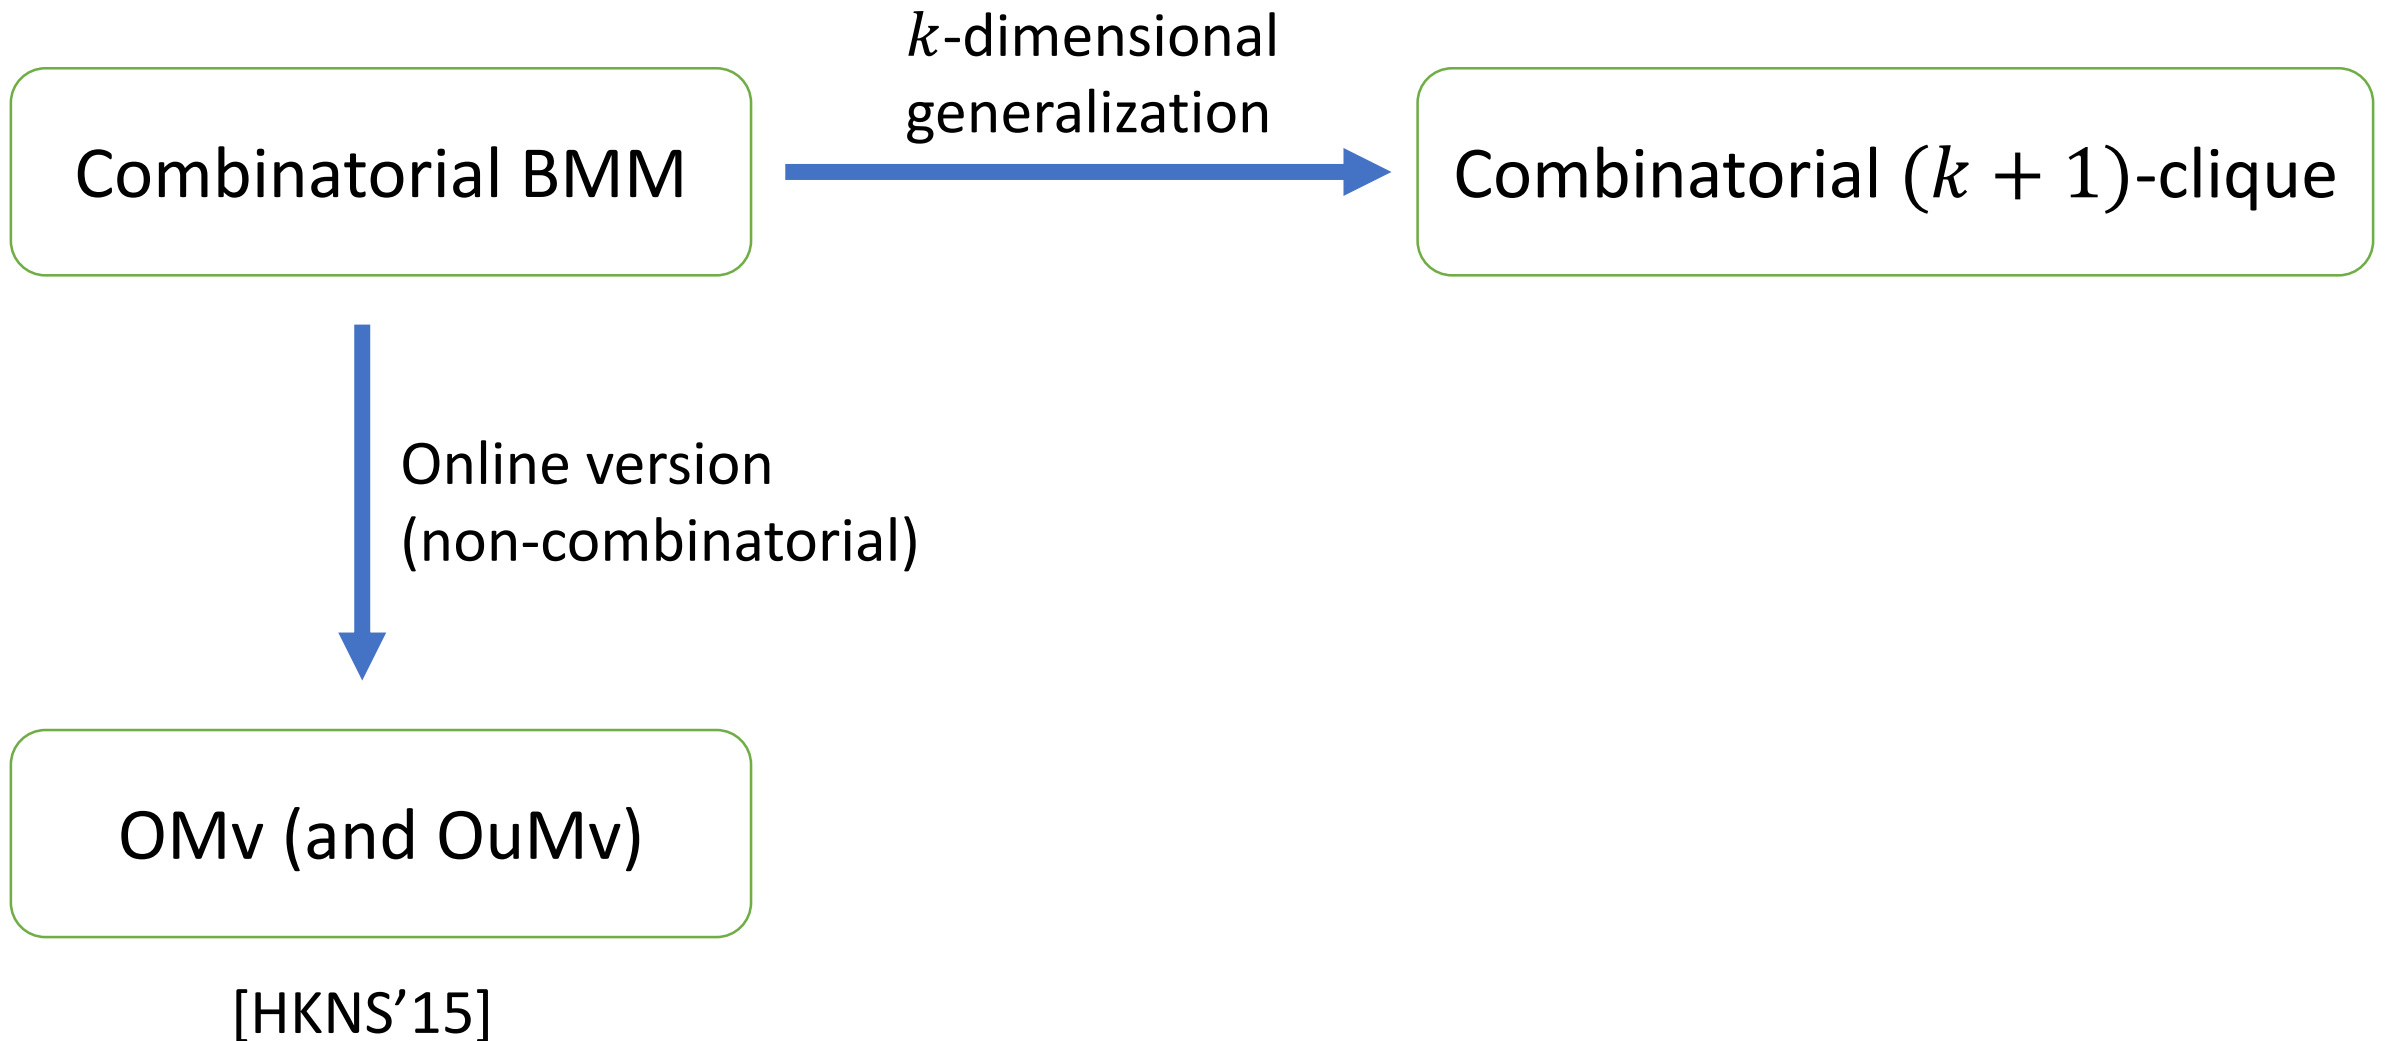 k-dimensional
generalization
Combinatorial BMM
Combinatorial (k + 1)-clique
Online version
(non-combinatorial)
OMv (and OuMv)
[HKNS’15]